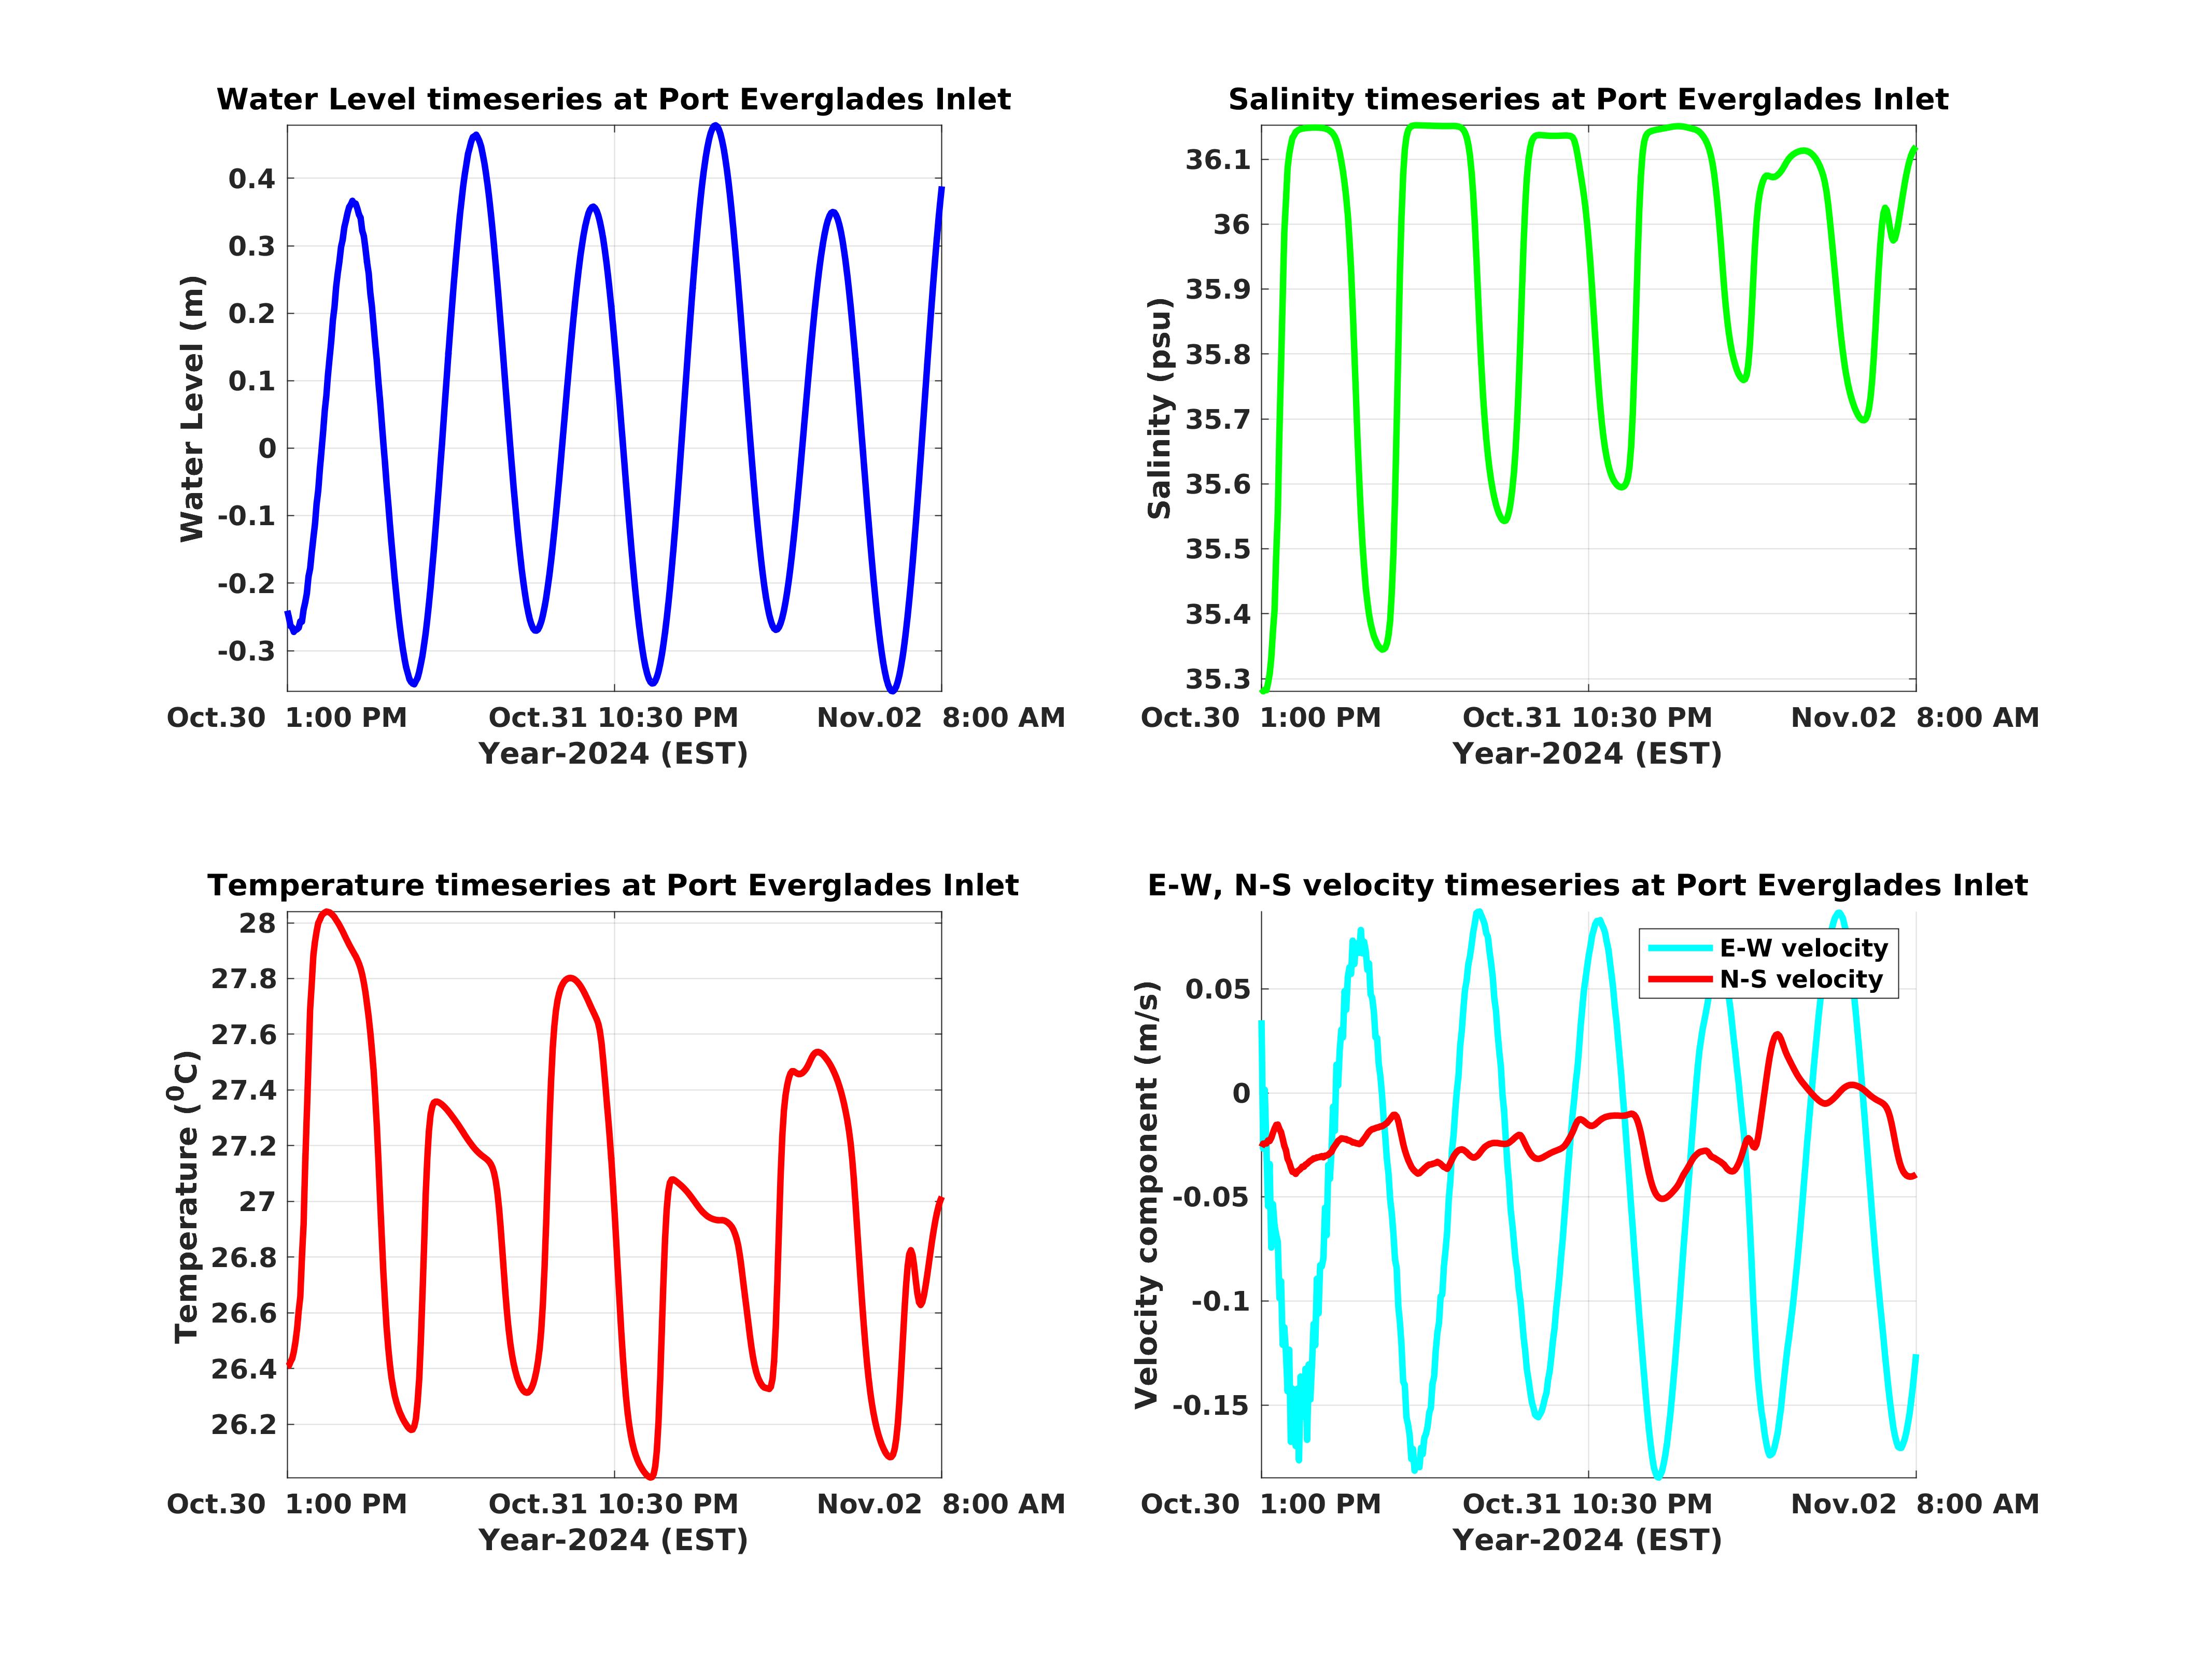 Water Level timeseries at Port Everglades Inlet
Water Level (m)
0.4
0.3
0.2
0.1
0
-0.1
-0.2
-0.3
Oct.30 1:00 PM Oct.31 10:30 PM Nov.02 8:00 AM
Year-2024 (EST)
Salinity timeseries at Port Everglades Inlet
Salinity (psu)
36.1
36
35.9
35.8
35.7
35.6
35.5
35.4
35.3
Oct.30 1:00 PM Oct.31 10:30 PM Nov.02 8:00 AM
Year-2024 (EST)
Temperature timeseries at Port Everglades Inlet
Temperature (⁰C)
28
27.8
27.6
27.4
27.2
27
26.8
26.6
26.4
26.2
Oct.30 1:00 PM Oct.31 10:30 PM Nov.02 8:00 AM
Year-2024 (EST)
E-W, N-S velocity timeseries at Port Everglades Inlet
Velocity component (m/s)
0.05
0
-0.05
-0.1
-0.15
E-W velocity
N-S velocity
Oct.30 1:00 PM Oct.31 10:30 PM Nov.02 8:00 AM
Year-2024 (EST)